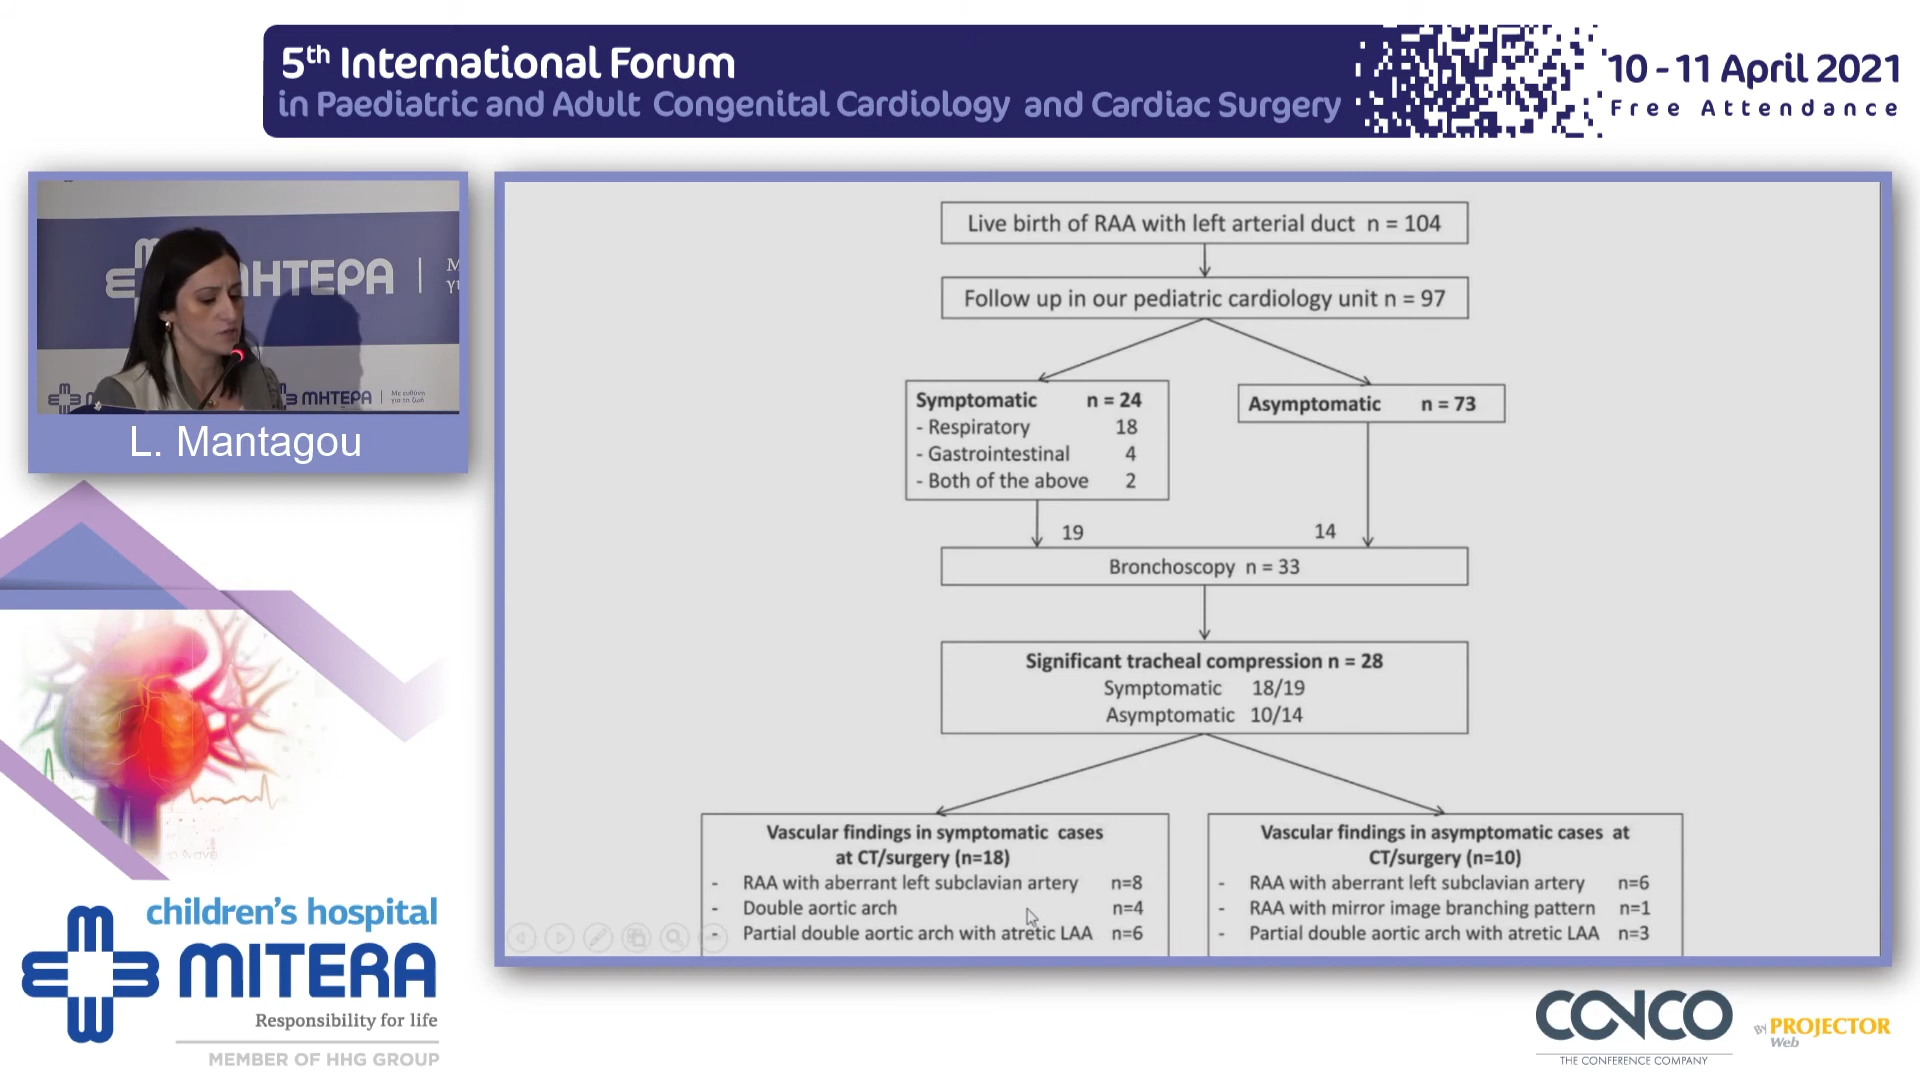 5th International Forum
in Paediatric and Adult Congenital Cardiology and Cardiac Surgery
10 - 11 April 2021
Free Attendance
ΜΗΤΕΡΑ
ΜΗΤΕΡΑ
Με ευθύνη
για τη ζωή
L. Mantagou
Live birth of RAA with left arterial duct n = 104
Follow up in our pediatric cardiology unit n = 97
Symptomatic n = 24
- Respiratory 18
- Gastrointestinal 4
- Both of the above 2
Asymptomatic n = 73
19
14
Bronchoscopy n = 33
Significant tracheal compression n = 28
Symptomatic 18/19
Asymptomatic 10/14
Vascular findings in symptomatic cases
at CT/surgery (n=18)
- RAA with aberrant left subclavian artery n=8
- Double aortic arch n=4
- Partial double aortic arch with atretic LAA n=6
Vascular findings in asymptomatic cases at
CT/surgery (n=10)
- RAA with aberrant left subclavian artery n=6
- RAA with mirror image branching pattern n=1
- Partial double aortic arch with atretic LAA n=3
children's hospital
MITERA
Responsibility for life
MEMBER OF HHG GROUP
CONCO
THE CONFERENCE COMPANY
BY PROJECTOR
Web